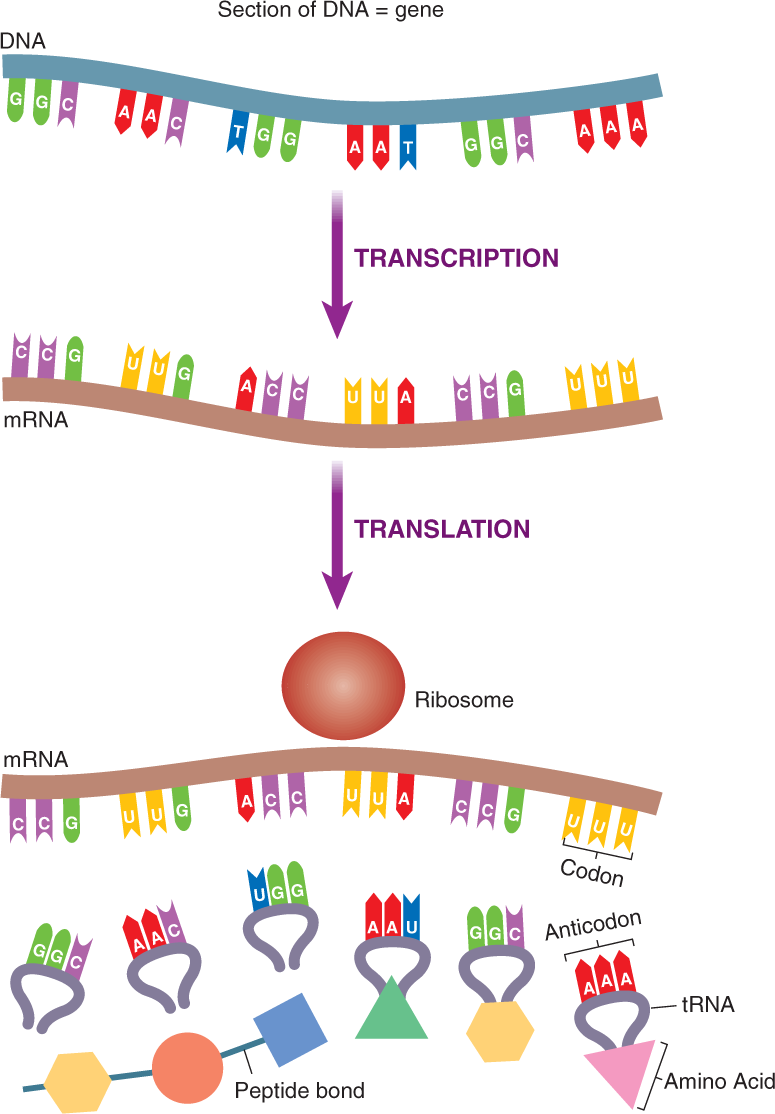 Section of DNA = gene
DNA
G G C A A C T G G A A T G G C A A A
TRANSCRIPTION
C C G U U G A C C U U A C C G U U U
mRNA
TRANSLATION
Ribosome
mRNA
C C G U U G A C C U U A C C G U U U
Codon
U G G
G G C A A C A A U G G C
Anticodon
A A A
tRNA
Peptide bond
Amino Acid